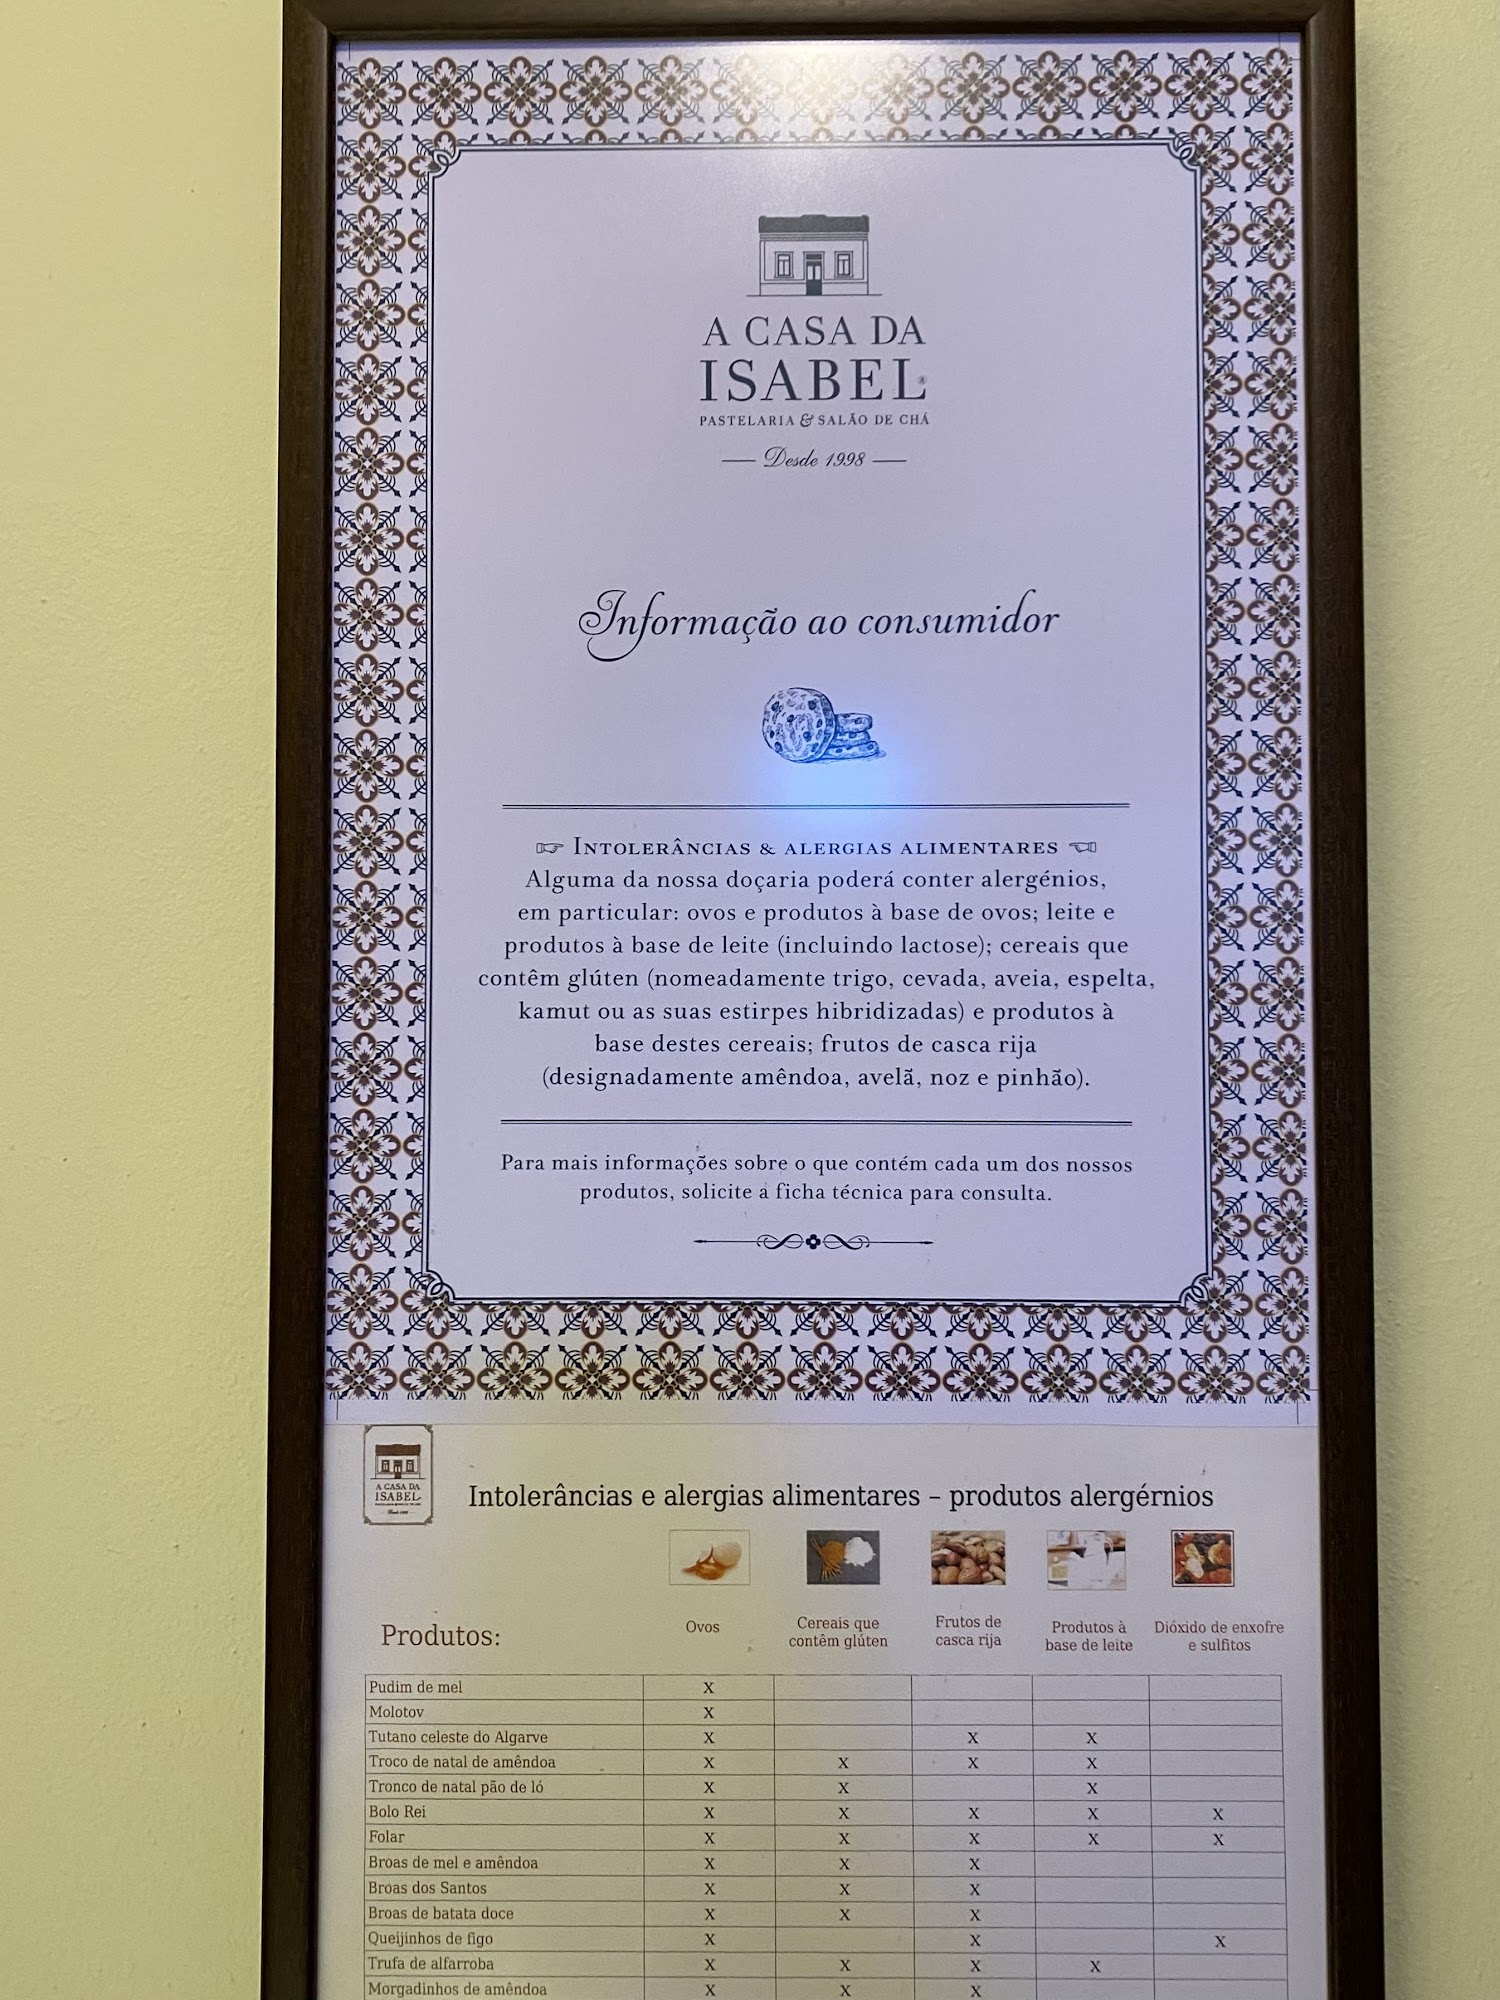 A CASA DA
ISABEL®
PASTELARIA & SALÃO DE CHÁ
Desde 1998
Informação ao consumidor
☞ INTOLERÂNCIAS & ALERGIAS ALIMENTARES ☜
Alguma da nossa doçaria poderá conter alergénios,
em particular: ovos e produtos à base de ovos; leite e
produtos à base de leite (incluindo lactose); cereais que
contêm glúten (nomeadamente trigo, cevada, aveia, espelta,
kamut ou as suas estirpes hibridizadas) e produtos à
base destes cereais; frutos de casca rija
(designadamente amêndoa, avelã, noz e pinhão).
Para mais informações sobre o que contém cada um dos nossos
produtos, solicite a ficha técnica para consulta.
A CASA DA
ISABEL
Intolerâncias e alergias alimentares – produtos alergérnios
Produtos: Ovos Cereais que contêm glúten Frutos de casca rija Produtos à base de leite Dióxido de enxofre e sulfitos
Pudim de mel X
Molotov X
Tutano celeste do Algarve X X X
Troco de natal de amêndoa X X X X
Tronco de natal pão de ló X X X
Bolo Rei X X X X X
Folar X X X X X
Broas de mel e amêndoa X X X
Broas dos Santos X X X
Broas de batata doce X X X
Queijinhos de figo X X X
Trufa de alfarroba X X X X
Morgadinhos de amêndoa X X X